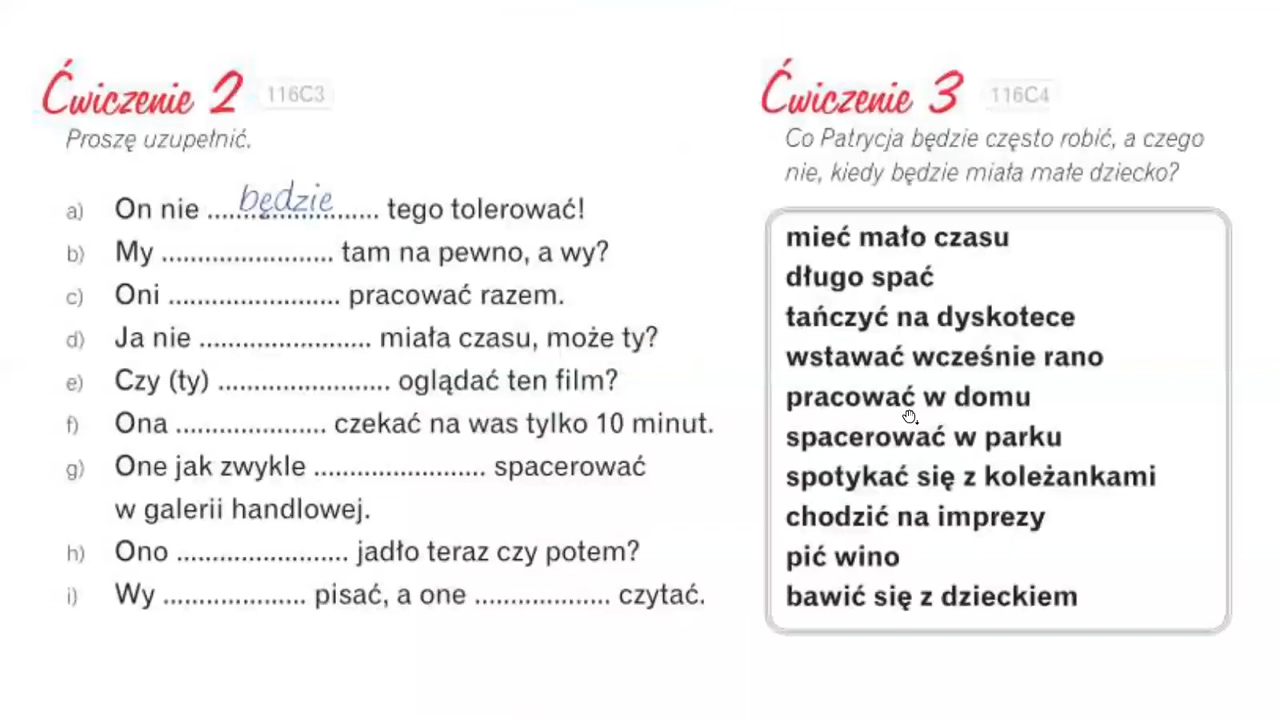 Ćwiczenie 2 116C3
Proszę uzupełnić.
a) On nie ......będzie...... tego tolerować!
b) My ........................ tam na pewno, a wy?
c) Oni ........................ pracować razem.
d) Ja nie ........................ miała czasu, może ty?
e) Czy (ty) ........................ oglądać ten film?
f) Ona ..................... czekać na was tylko 10 minut.
g) One jak zwykle ........................ spacerować
w galerii handlowej.
h) Ono ........................ jadło teraz czy potem?
i) Wy .................... pisać, a one ................... czytać.
Ćwiczenie 3 116C4
Co Patrycja będzie często robić, a czego
nie, kiedy będzie miała małe dziecko?
mieć mało czasu
długo spać
tańczyć na dyskotece
wstawać wcześnie rano
pracować w domu
spacerować w parku
spotykać się z koleżankami
chodzić na imprezy
pić wino
bawić się z dzieckiem